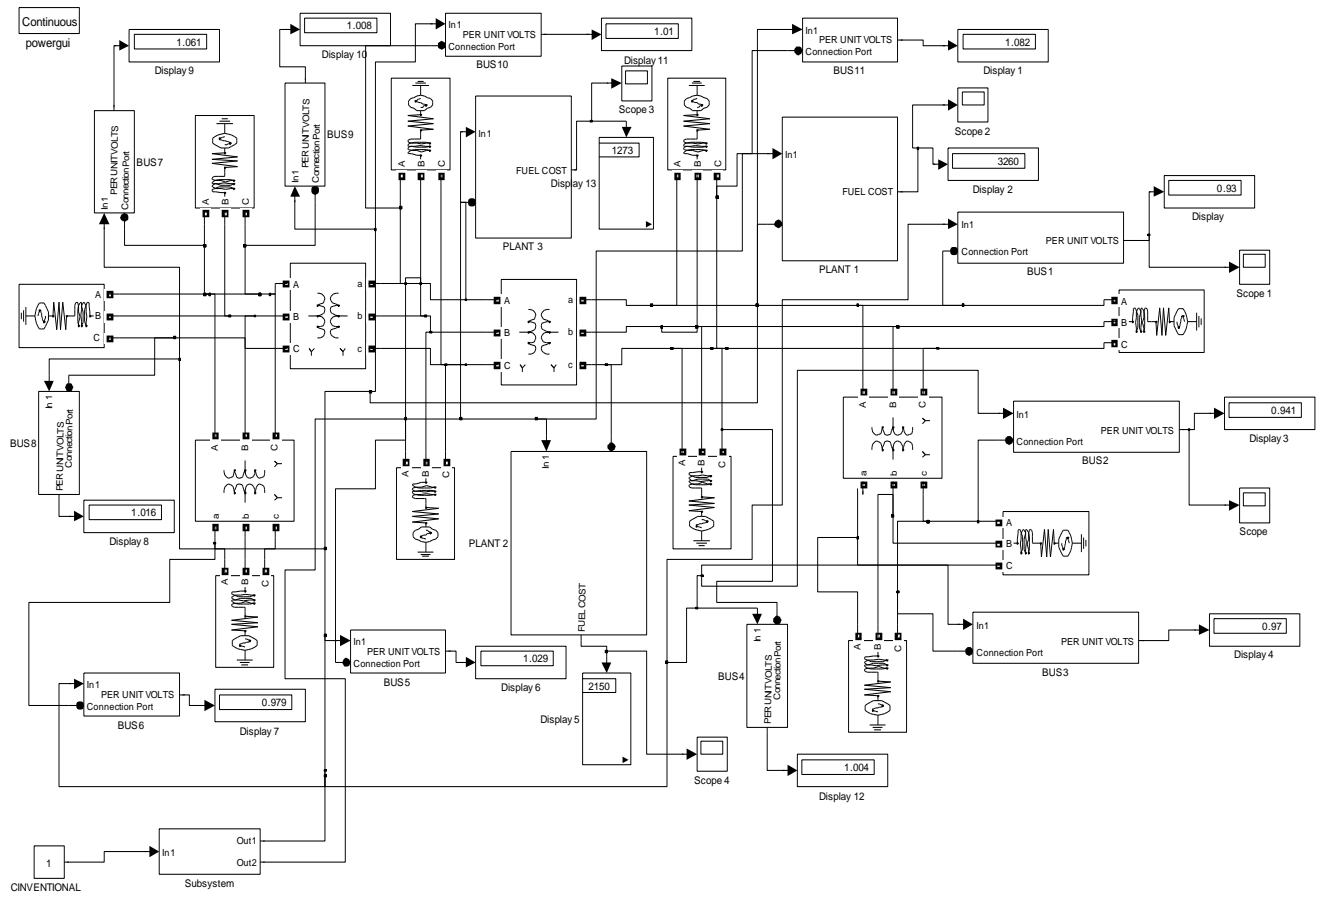 Continuous
powergui
1.061
Display 9
1.008
Display 10
In1
PER UNIT VOLTS
Connection Port
BUS10
1.01
Display 11
In1
PER UNIT VOLTS
Connection Port
BUS11
1.082
Display 1
Scope 3
Scope 2
In1
PER UNIT VOLTS
Connection Port
BUS7
In1
PER UNIT VOLTS
Connection Port
BUS9
A B C
A B C
A B C
In1
FUEL COST
PLANT 3
1273
Display 13
In1
FUEL COST
PLANT 1
3260
Display 2
0.93
Display
In1
PER UNIT VOLTS
Connection Port
BUS1
Scope 1
A
B
C
A
B
C
a
b
c
Y Y
A
B
C
a
b
c
Y Y
A
B
C
In 1
PER UNIT VOLTS
Connection Port
BUS8
1.016
Display 8
A B C
Y
Y
a b c
A B C
A B C
In 1
PLANT 2
FUEL COST
A B C
A B C
Y
Y
a b c
In1
PER UNIT VOLTS
Connection Port
BUS2
0.941
Display 3
Scope
A
B
C
A B C
In1
PER UNIT VOLTS
Connection Port
BUS3
0.97
Display 4
In 1
PER UNIT VOLTS
Connection Port
BUS4
1.004
Display 12
In1
PER UNIT VOLTS
Connection Port
BUS5
1.029
Display 6
2150
Display 5
Scope 4
In1
PER UNIT VOLTS
Connection Port
BUS6
0.979
Display 7
1
CINVENTIONAL
In1
Out1
Out2
Subsystem